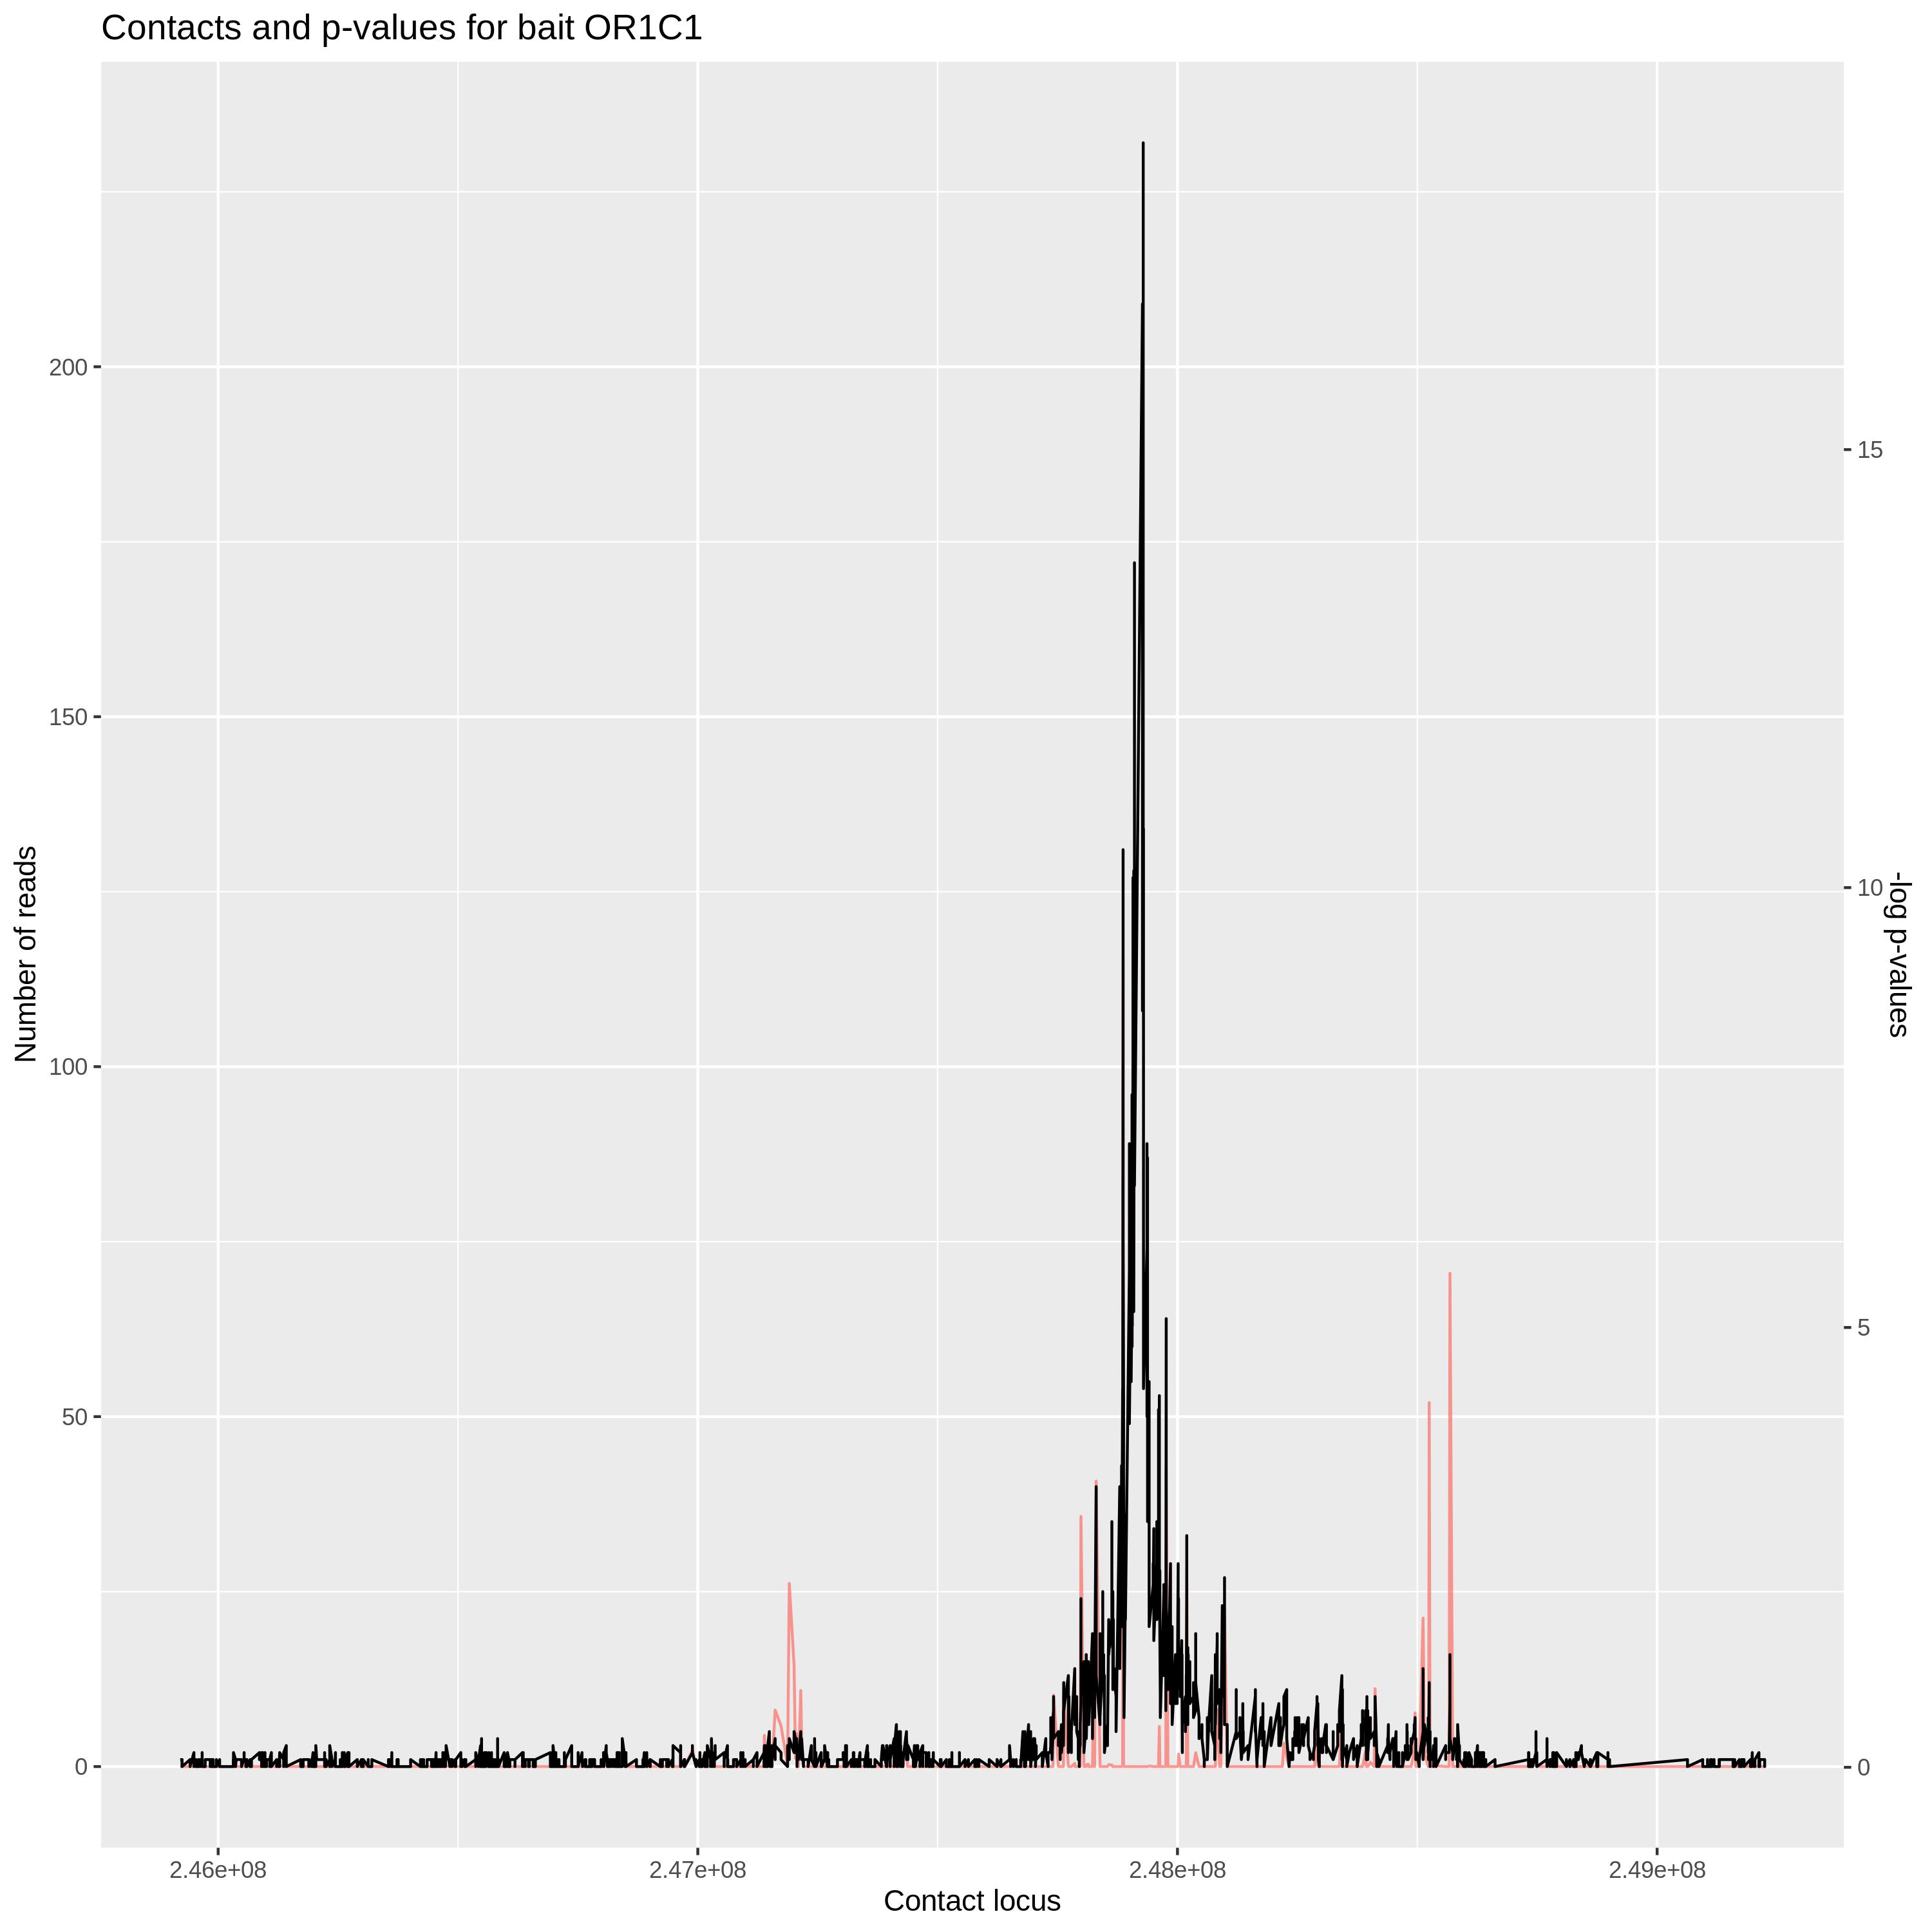 Contacts and p-values for bait OR1C1
200
150
100
50
0
Number of reads
15
10
5
0
-log p-values
2.46e+08 2.47e+08 2.48e+08 2.49e+08
Contact locus